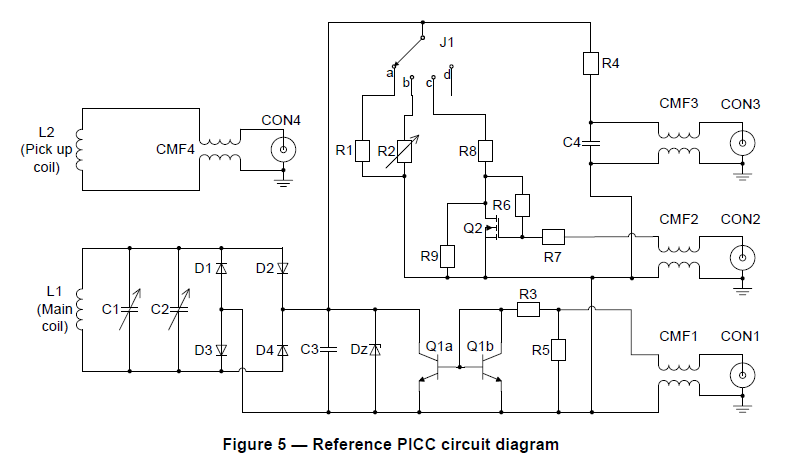 J1
a
b
c
d
R4
CMF3 CON3
CON4
L2
(Pick up
coil)
CMF4
R1
R2
R8
C4
R6
CMF2 CON2
Q2
R7
R9
D1
D2
L1
(Main
coil)
C1
C2
R3
D3
D4
C3
Dz
Q1a
Q1b
R5
CMF1 CON1
Figure 5 — Reference PICC circuit diagram